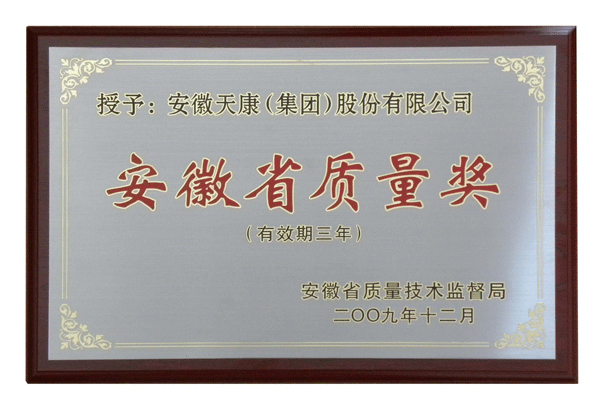 授予：安徽天康(集团)股份有限公司
安徽省质量奖
(有效期三年)
安徽省质量技术监督局
二〇〇九年十二月